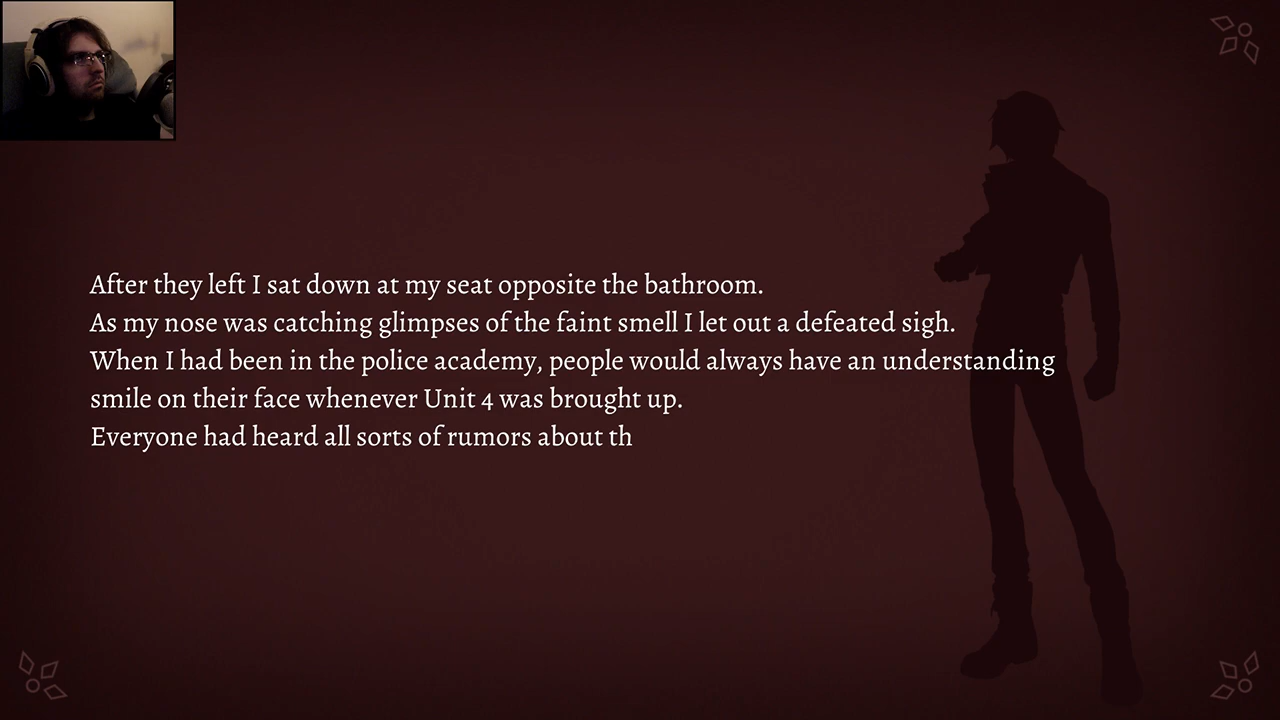 After they left I sat down at my seat opposite the bathroom.
As my nose was catching glimpses of the faint smell I let out a defeated sigh.
When I had been in the police academy, people would always have an understanding
smile on their face whenever Unit 4 was brought up.
Everyone had heard all sorts of rumors about th